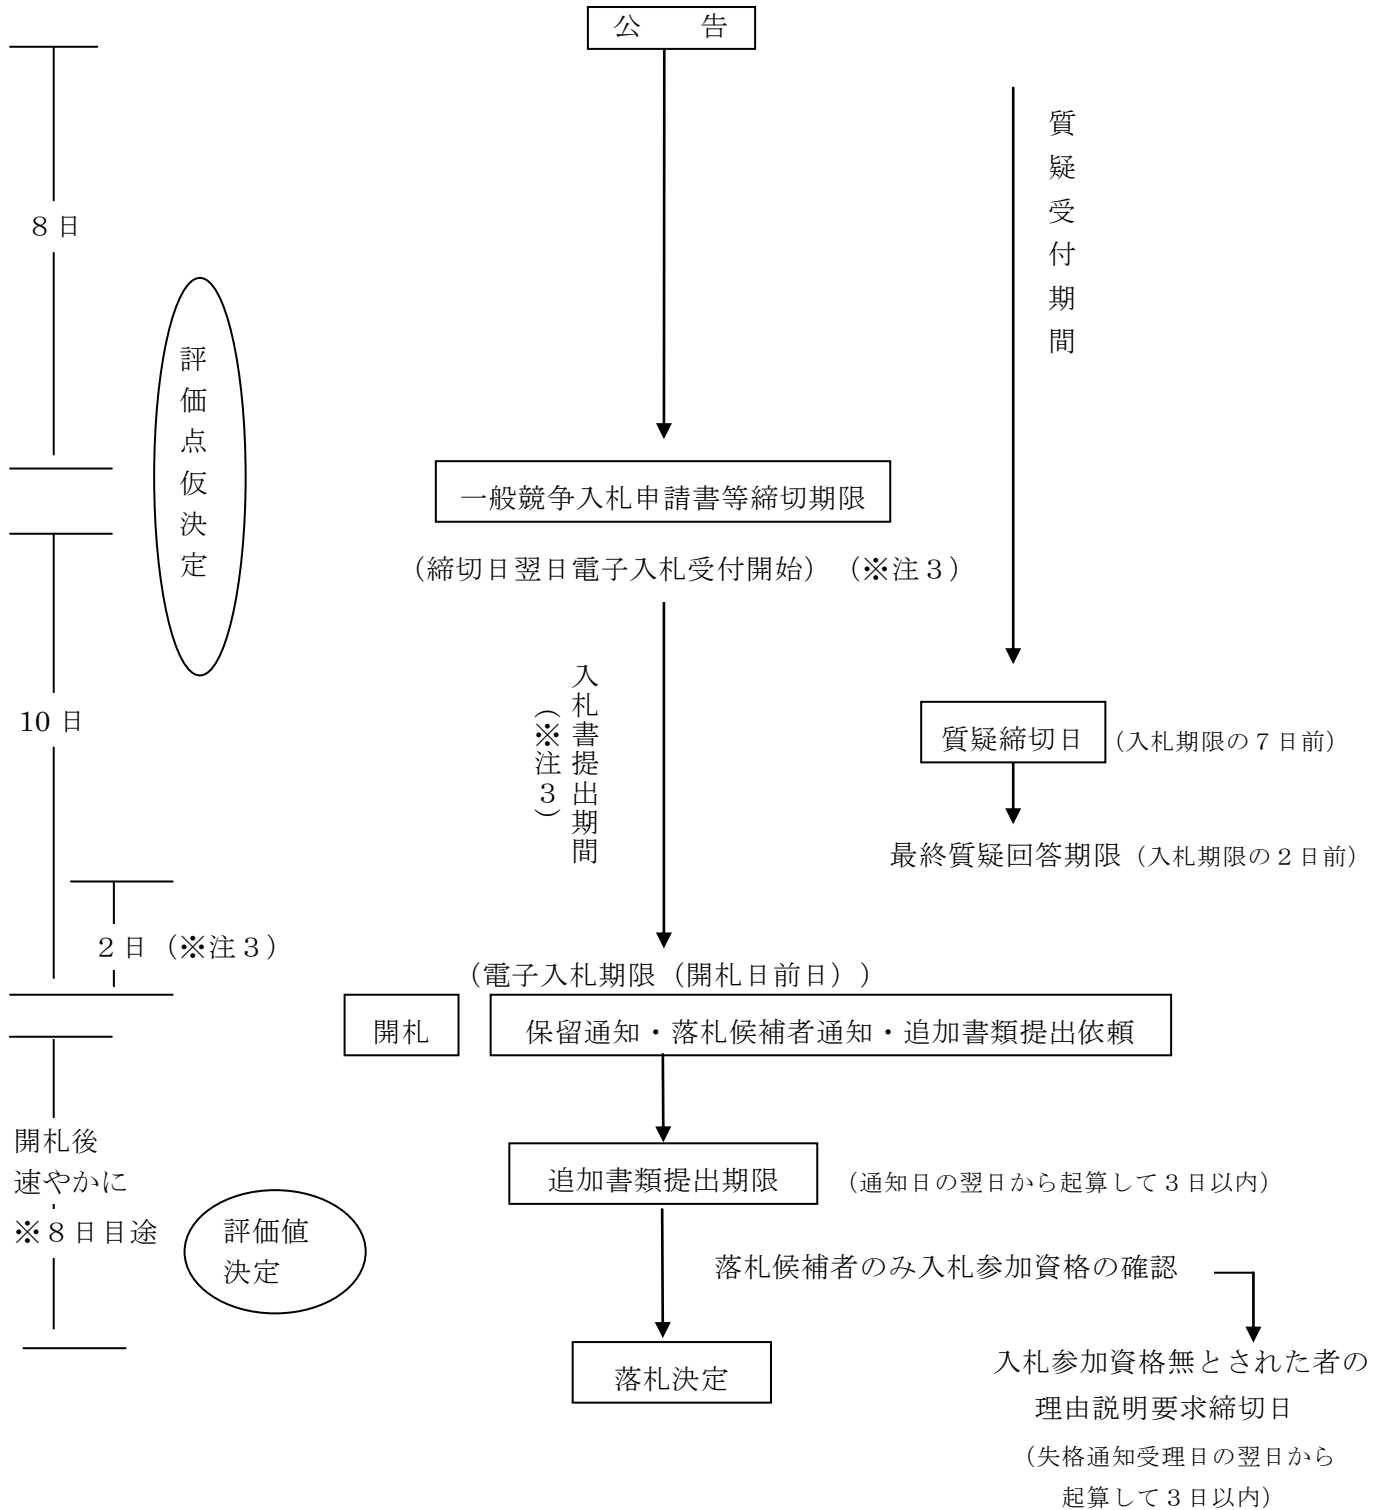 公　告
質疑受付期間
８日
評価点仮決定
一般競争入札申請書等締切期限
（締切日翌日電子入札受付開始）（※注３）
入札書提出期間
（※注３）
10 日
質疑締切日
（入札期限の７日前）
最終質疑回答期限（入札期限の２日前）
２日（※注３）
（電子入札期限（開札日前日））
開札
保留通知・落札候補者通知・追加書類提出依頼
開札後
速やかに
※８日目途
追加書類提出期限
（通知日の翌日から起算して３日以内）
評価値
決定
落札候補者のみ入札参加資格の確認
落札決定
入札参加資格無とされた者の
理由説明要求締切日
（失格通知受理日の翌日から
起算して３日以内）